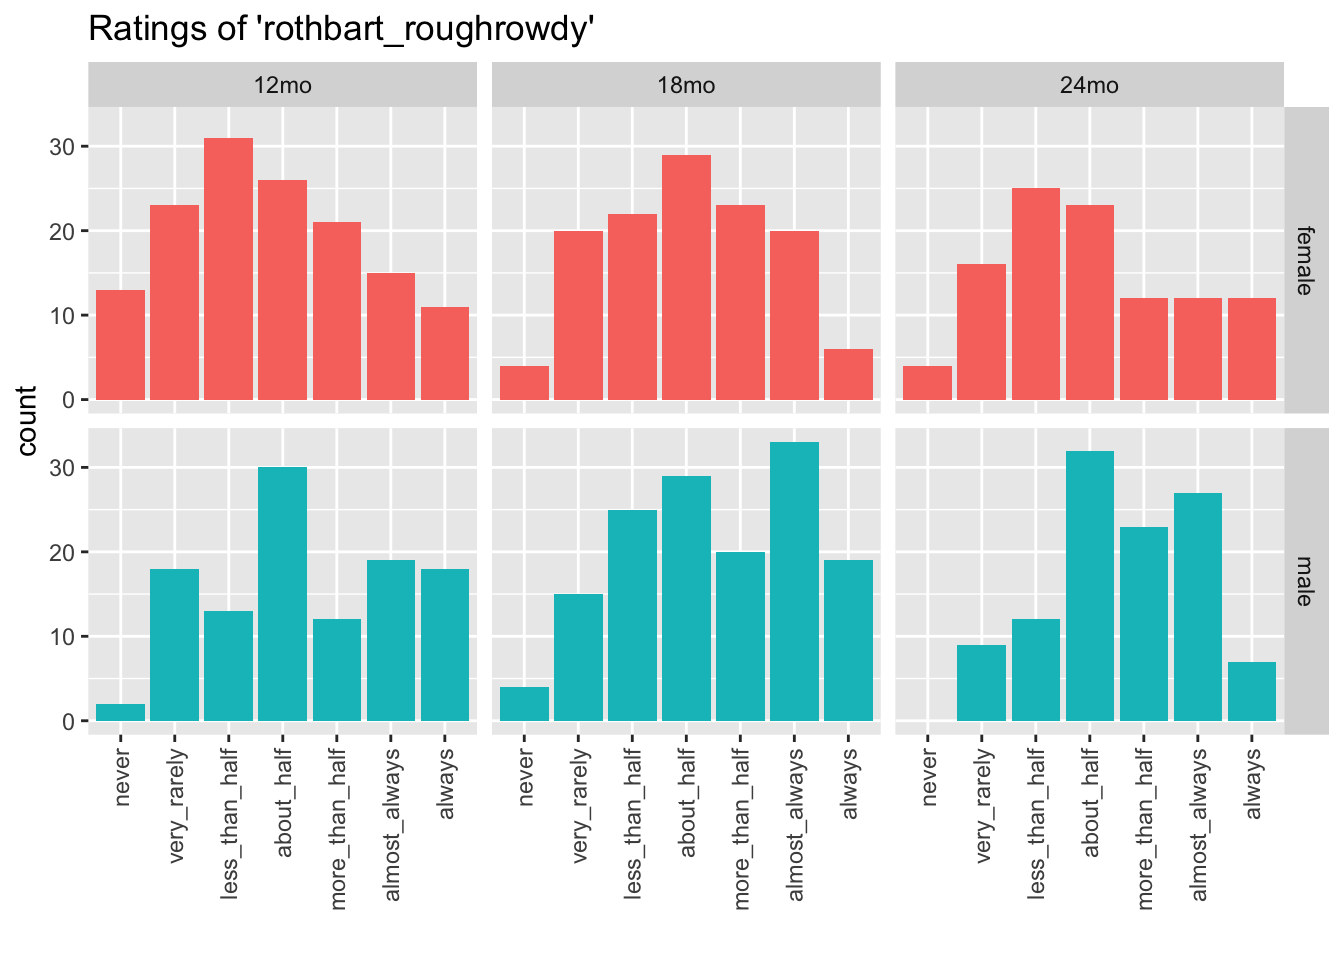 Ratings of 'rothbart_roughrowdy'
12mo
18mo
24mo
30
20
10
0
female
count
30
20
10
0
male
never
very_rarely
less_than_half
about_half
more_than_half
almost_always
always
never
very_rarely
less_than_half
about_half
more_than_half
almost_always
always
never
very_rarely
less_than_half
about_half
more_than_half
almost_always
always